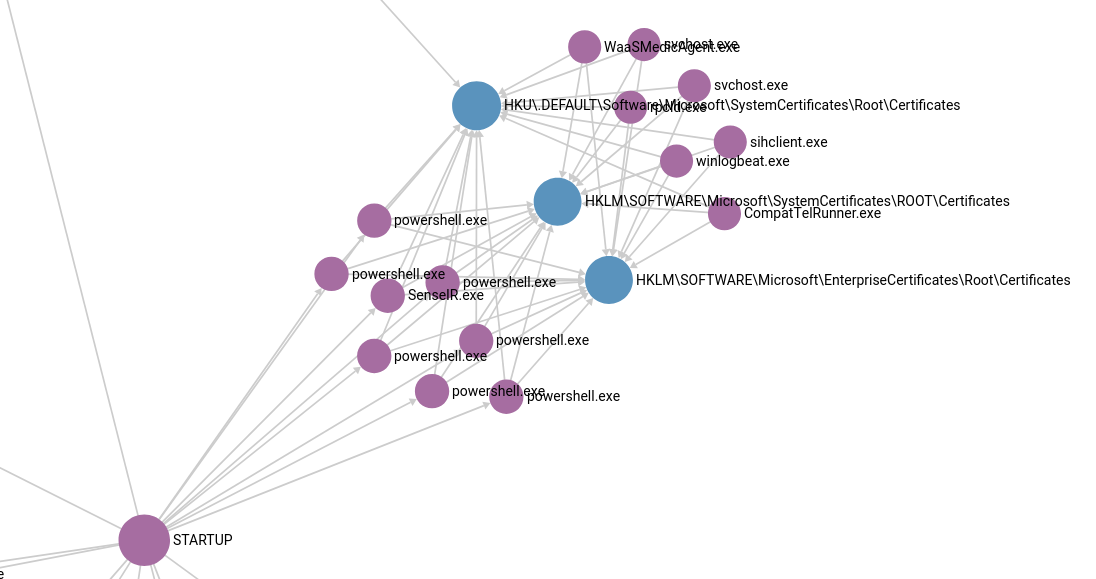 WaaSMedicAgent.exe
svchost.exe
svchost.exe
HKU\.DEFAULT\Software\Microsoft\SystemCertificates\Root\Certificates
sihclient.exe
winlogbeat.exe
HKLM\SOFTWARE\Microsoft\SystemCertificates\ROOT\Certificates
CompatTelRunner.exe
powershell.exe
powershell.exe
powershell.exe
HKLM\SOFTWARE\Microsoft\EnterpriseCertificates\Root\Certificates
SenseIR.exe
powershell.exe
powershell.exe
powershell.exe
powershell.exe
STARTUP
e